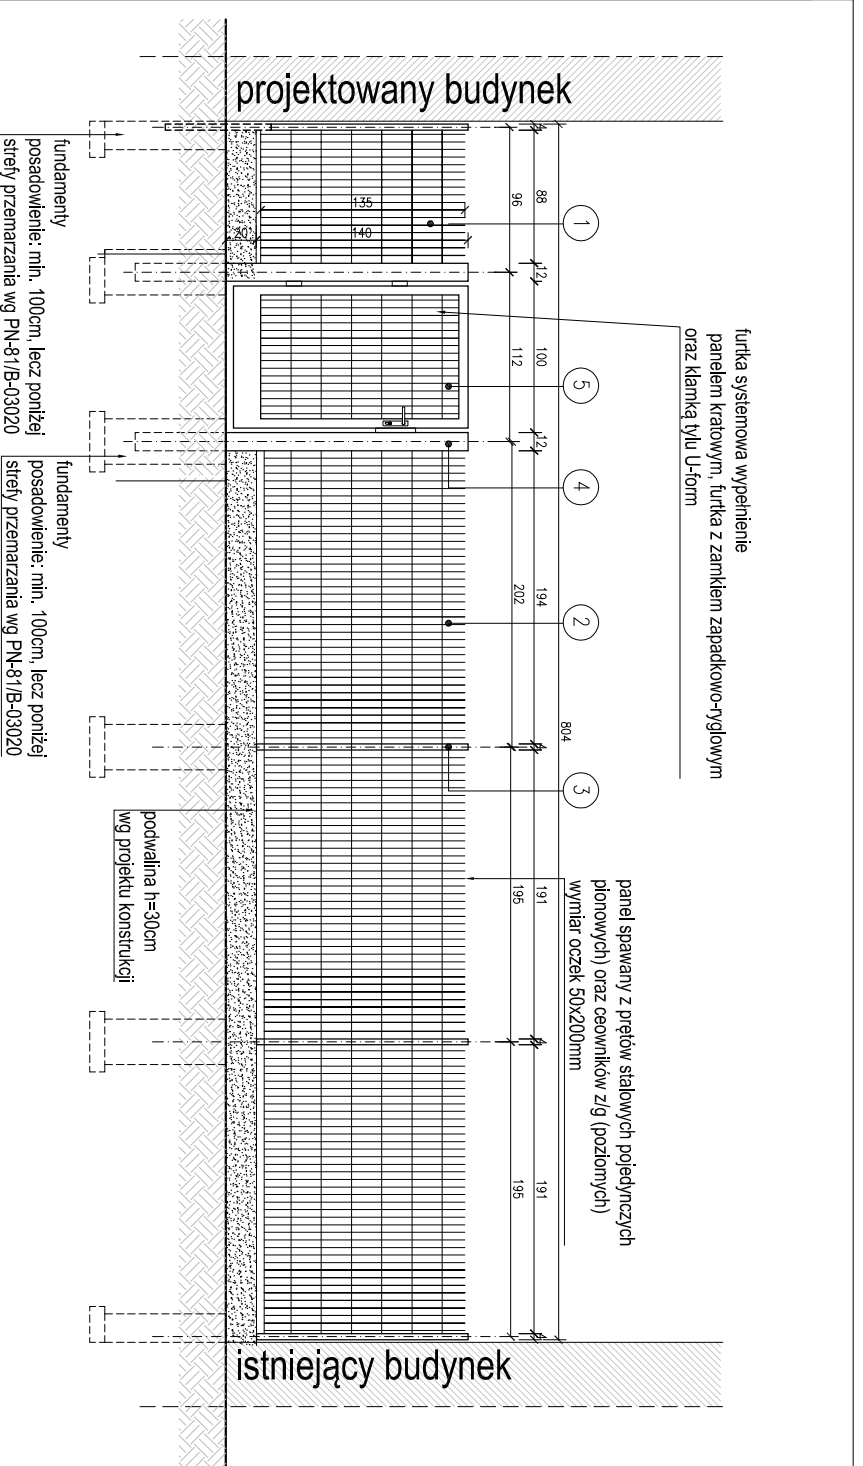 furtka systemowa wypełnienie
panelem kratowym, furtka z zamkiem zapadkowo-ryglowym
oraz klamką tylu U-form
panel spawany z prętów stalowych pojedynczych
pionowych) oraz ceowników z/g (poziomych)
wymiar oczek 50x200mm
1
5
4
2
3
804
88
12
100
12
194
191
191
96
112
202
195
195
135
140
20
projektowany budynek
istniejący budynek
podwalina h=30cm
wg projektu konstrukcji
fundamenty
posadowienie: min. 100cm, lecz poniżej
strefy przemarzania wg PN-81/B-03020
fundamenty
posadowienie: min. 100cm, lecz poniżej
strefy przemarzania wg PN-81/B-03020